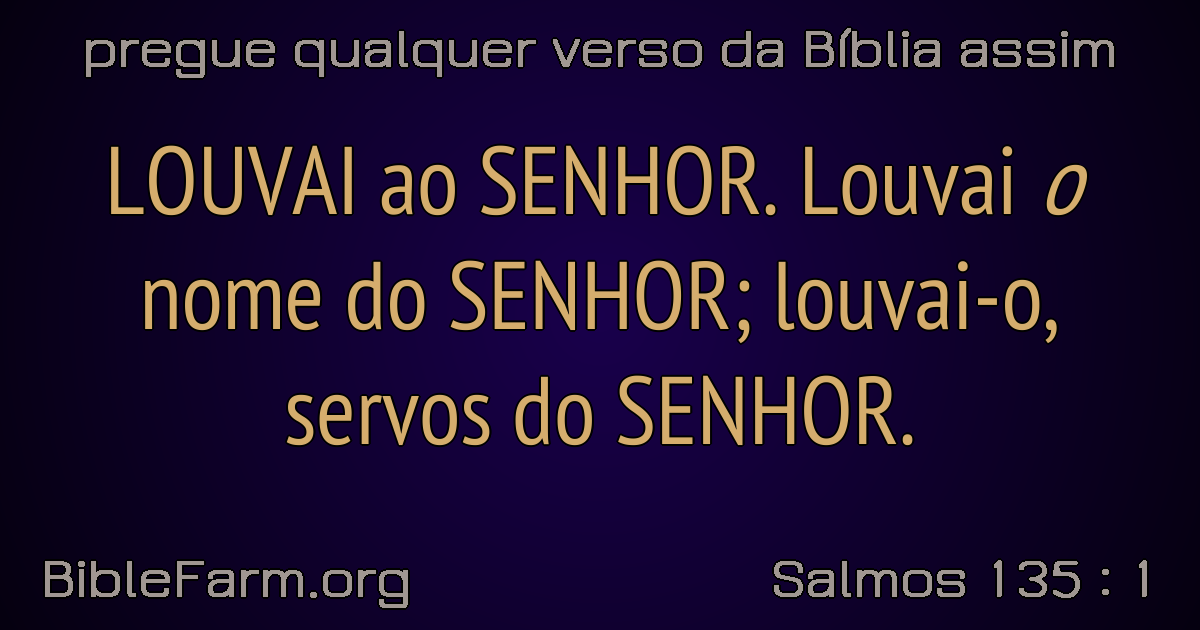 pregue qualquer verso da Bíblia assim
LOUVAI ao SENHOR. Louvai o
nome do SENHOR; louvai-o,
servos do SENHOR.
BibleFarm.org
Salmos 135 : 1